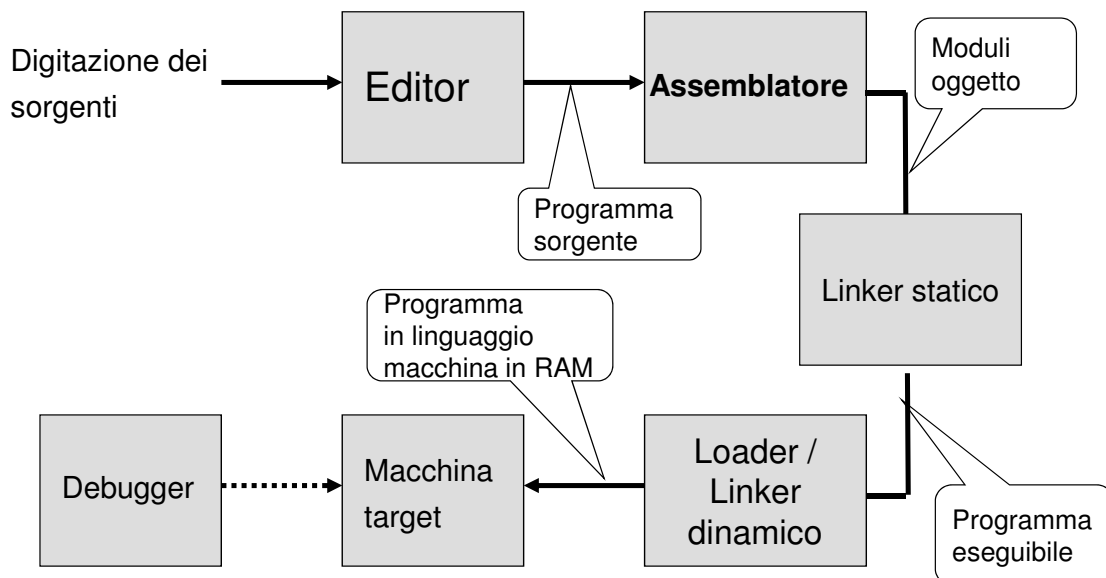 Digitazione dei
sorgenti
Editor
Assemblatore
Moduli
oggetto
Programma
sorgente
Linker statico
Programma
in linguaggio
macchina in RAM
Debugger
Macchina
target
Loader /
Linker
dinamico
Programma
eseguibile